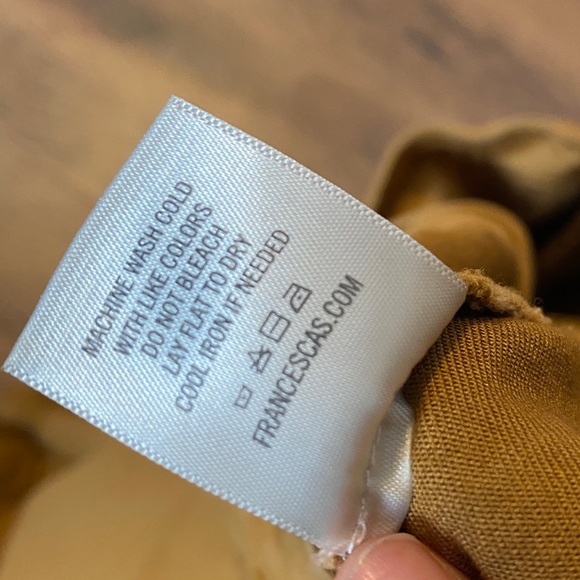 MACHINE WASH COLD
WITH LIKE COLORS
DO NOT BLEACH
LAY FLAT TO DRY
COOL IRON IF NEEDED
FRANCESCAS.COM